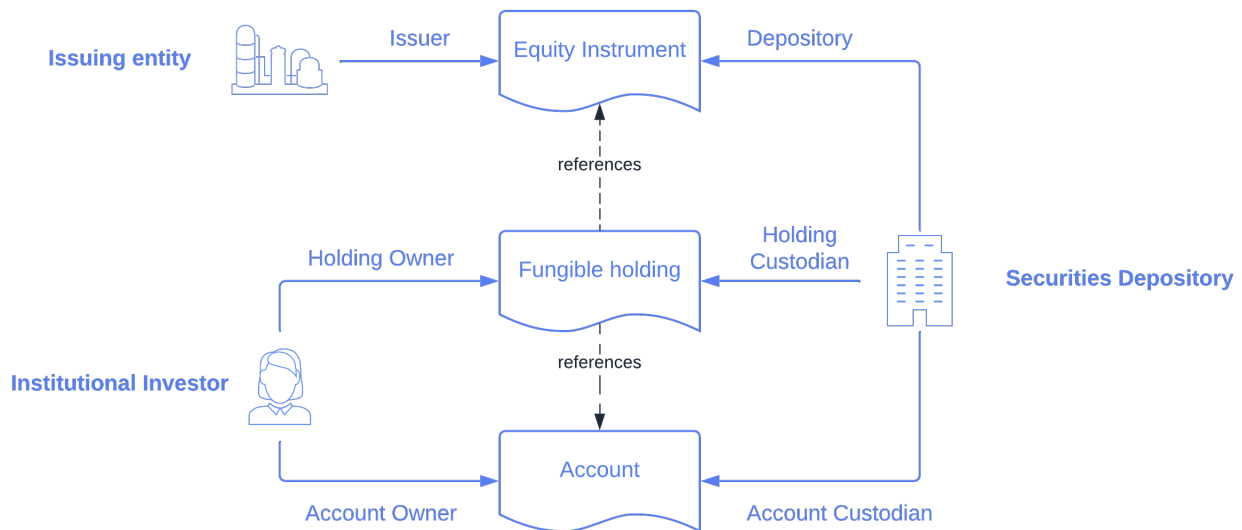 Issuer
Equity Instrument
Depository
Issuing entity
references
Holding Owner
Fungible holding
Holding
Custodian
Securities Depository
references
Institutional Investor
Account
Account Owner
Account Custodian